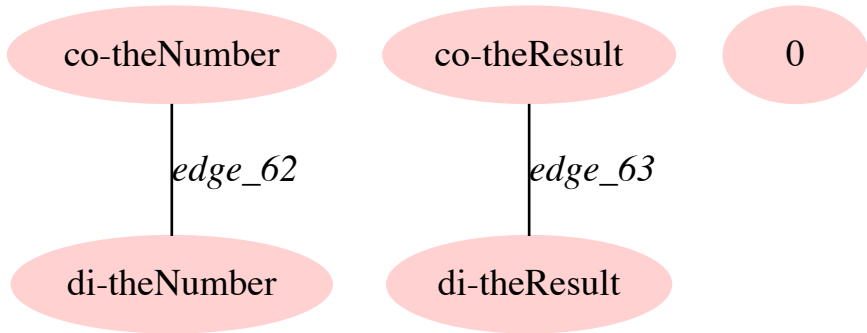 co-theNumber
co-theResult
0
edge_62
edge_63
di-theNumber
di-theResult